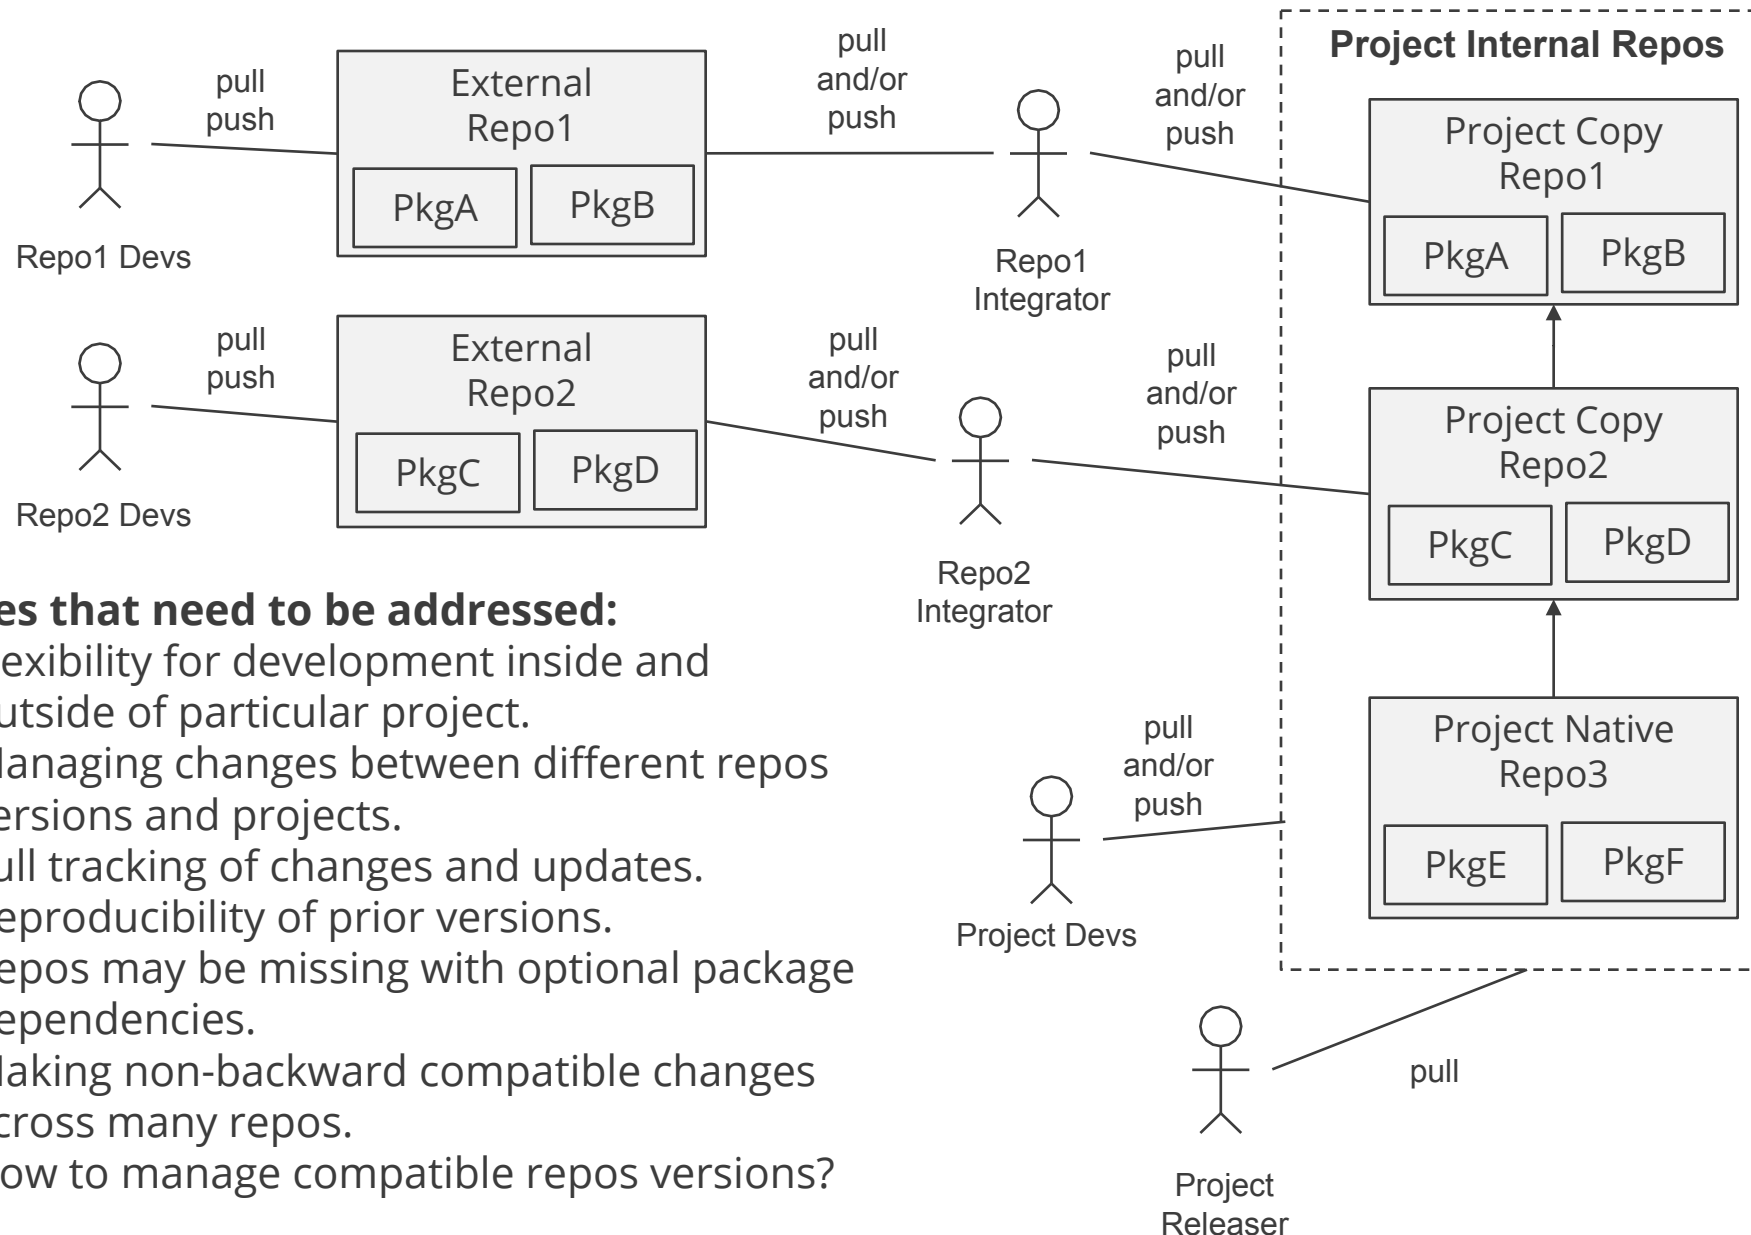 pull
push
External
Repo1
PkgA
PkgB
Repo1 Devs
pull
and/or
push
Repo1
Integrator
pull
and/or
push
Project Internal Repos
Project Copy
Repo1
PkgA
PkgB
pull
push
External
Repo2
PkgC
PkgD
Repo2 Devs
pull
and/or
push
Repo2
Integrator
pull
and/or
push
Project Copy
Repo2
PkgC
PkgD
es that need to be addressed:
exibility for development inside and
utside of particular project.
anaging changes between different repos
ersions and projects.
ull tracking of changes and updates.
eproducibility of prior versions.
epos may be missing with optional package
ependencies.
aking non-backward compatible changes
cross many repos.
ow to manage compatible repos versions?
pull
and/or
push
Project Devs
Project Native
Repo3
PkgE
PkgF
pull
Project
Releaser